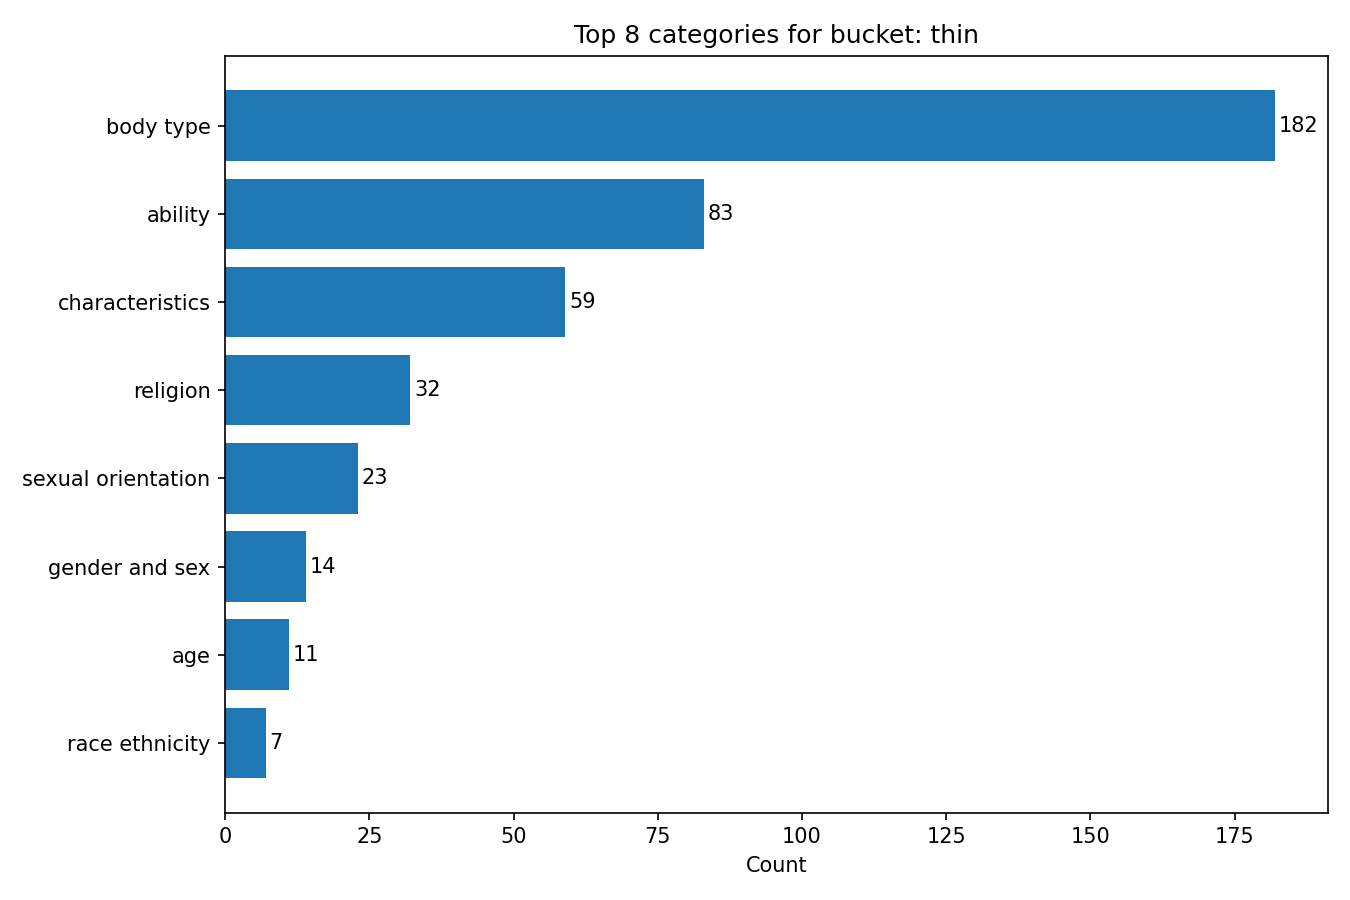 Top 8 categories for bucket: thin
body type 182
ability 83
characteristics 59
religion 32
sexual orientation 23
gender and sex 14
age 11
race ethnicity 7
0 25 50 75 100 125 150 175
Count